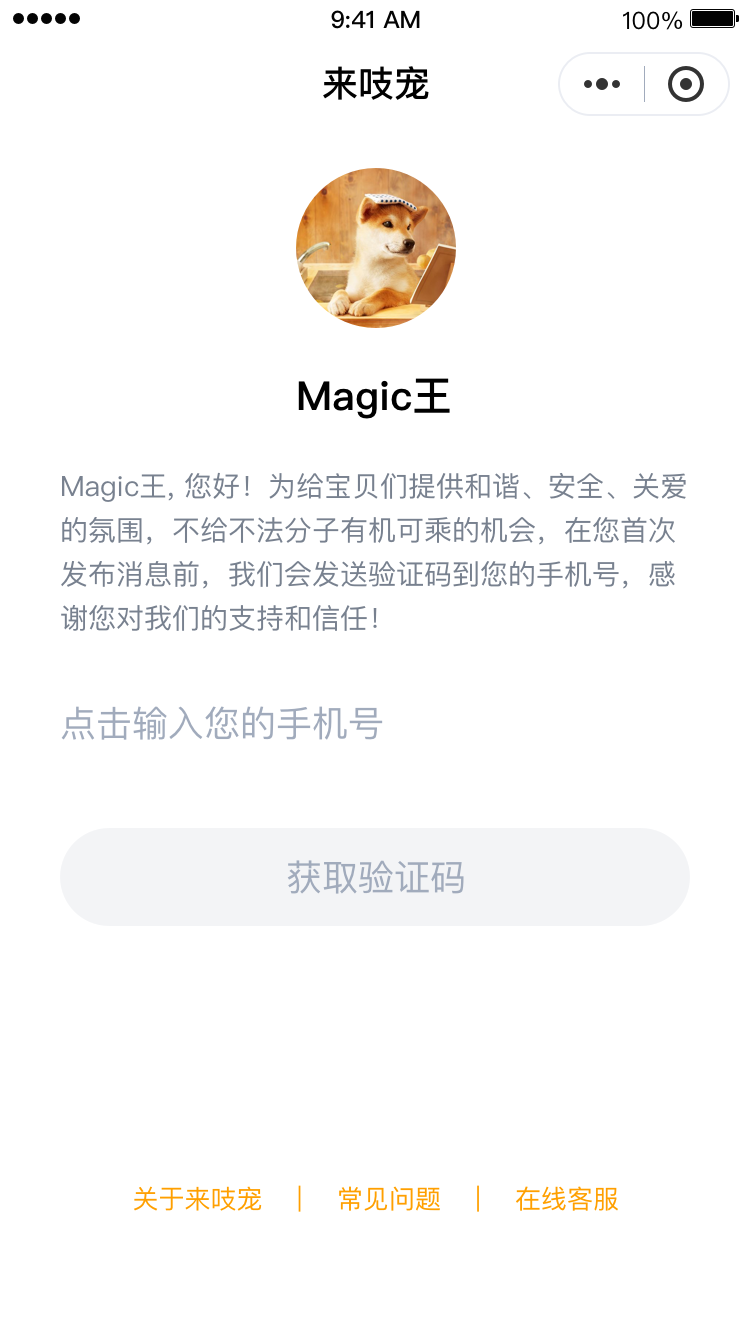 9:41 AM
100%
来吱宠
Magic王
Magic王, 您好！为给宝贝们提供和谐、安全、关爱
的氛围，不给不法分子有机可乘的机会，在您首次
发布消息前，我们会发送验证码到您的手机号，感
谢您对我们的支持和信任！
点击输入您的手机号
获取验证码
关于来吱宠 | 常见问题 | 在线客服